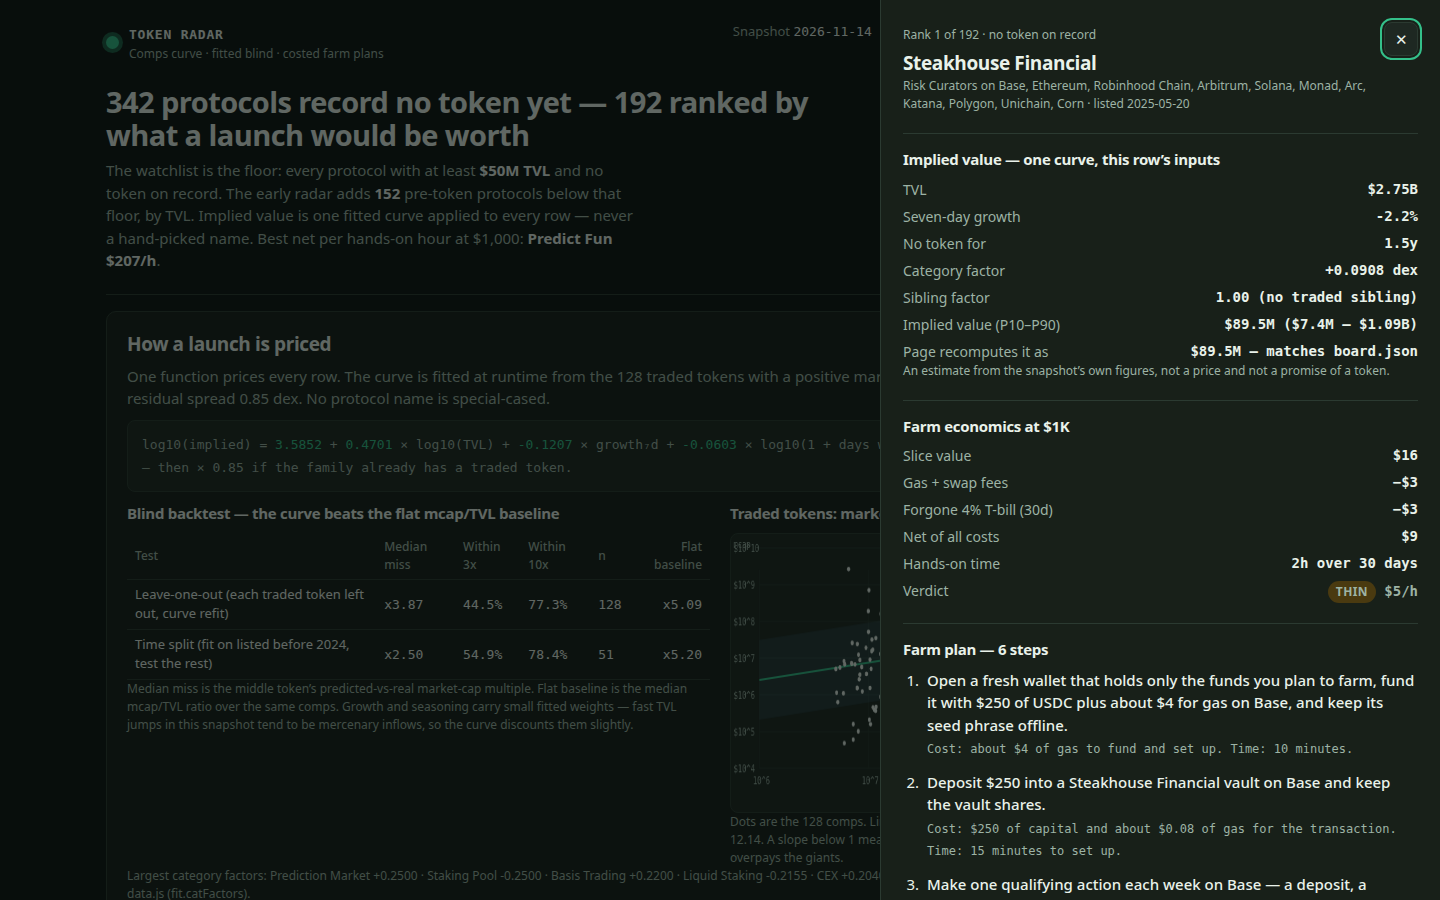 TOKEN RADAR
Comps curve · fitted blind · costed farm plans
Snapshot 2026-11-14
342 protocols record no token yet — 192 ranked by
what a launch would be worth
The watchlist is the floor: every protocol with at least $50M TVL and no
token on record. The early radar adds 152 pre-token protocols below that
floor, by TVL. Implied value is one fitted curve applied to every row — never
a hand-picked name. Best net per hands-on hour at $1,000: Predict Fun
$207/h.
How a launch is priced
One function prices every row. The curve is fitted at runtime from the 128 traded tokens with a positive mar
residual spread 0.85 dex. No protocol name is special-cased.
log10(implied) = 3.5852 + 0.4701 × log10(TVL) + -0.1207 × growth₇d + -0.0603 × log10(1 + days w
— then × 0.85 if the family already has a traded token.
Blind backtest — the curve beats the flat mcap/TVL baseline
Test Median miss Within 3x Within 10x n Flat baseline
Leave-one-out (each traded token left out, curve refit) x3.87 44.5% 77.3% 128 x5.09
Time split (fit on listed before 2024, test the rest) x2.50 54.9% 78.4% 51 x5.20
Median miss is the middle token's predicted-vs-real market-cap multiple. Flat baseline is the median
mcap/TVL ratio over the same comps. Growth and seasoning carry small fitted weights — fast TVL
jumps in this snapshot tend to be mercenary inflows, so the curve discounts them slightly.
Traded tokens: mark
$10^10
$10^9
$10^8
$10^7
$10^6
$10^5
$10^4
10^6 10^7
Dots are the 128 comps. Li
12.14. A slope below 1 mea
overpays the giants.
Largest category factors: Prediction Market +0.2500 · Staking Pool -0.2500 · Basis Trading +0.2200 · Liquid Staking -0.2155 · CEX +0.204
data.js (fit.catFactors).
Rank 1 of 192 · no token on record
×
Steakhouse Financial
Risk Curators on Base, Ethereum, Robinhood Chain, Arbitrum, Solana, Monad, Arc,
Katana, Polygon, Unichain, Corn · listed 2025-05-20
Implied value — one curve, this row's inputs
TVL $2.75B
Seven-day growth -2.2%
No token for 1.5y
Category factor +0.0908 dex
Sibling factor 1.00 (no traded sibling)
Implied value (P10–P90) $89.5M ($7.4M – $1.09B)
Page recomputes it as $89.5M — matches board.json
An estimate from the snapshot's own figures, not a price and not a promise of a token.
Farm economics at $1K
Slice value $16
Gas + swap fees −$3
Forgone 4% T-bill (30d) −$3
Net of all costs $9
Hands-on time 2h over 30 days
Verdict THIN $5/h
Farm plan — 6 steps
1. Open a fresh wallet that holds only the funds you plan to farm, fund
it with $250 of USDC plus about $4 for gas on Base, and keep its
seed phrase offline.
Cost: about $4 of gas to fund and set up. Time: 10 minutes.
2. Deposit $250 into a Steakhouse Financial vault on Base and keep
the vault shares.
Cost: $250 of capital and about $0.08 of gas for the transaction.
Time: 15 minutes to set up.
3. Make one qualifying action each week on Base — a deposit, a